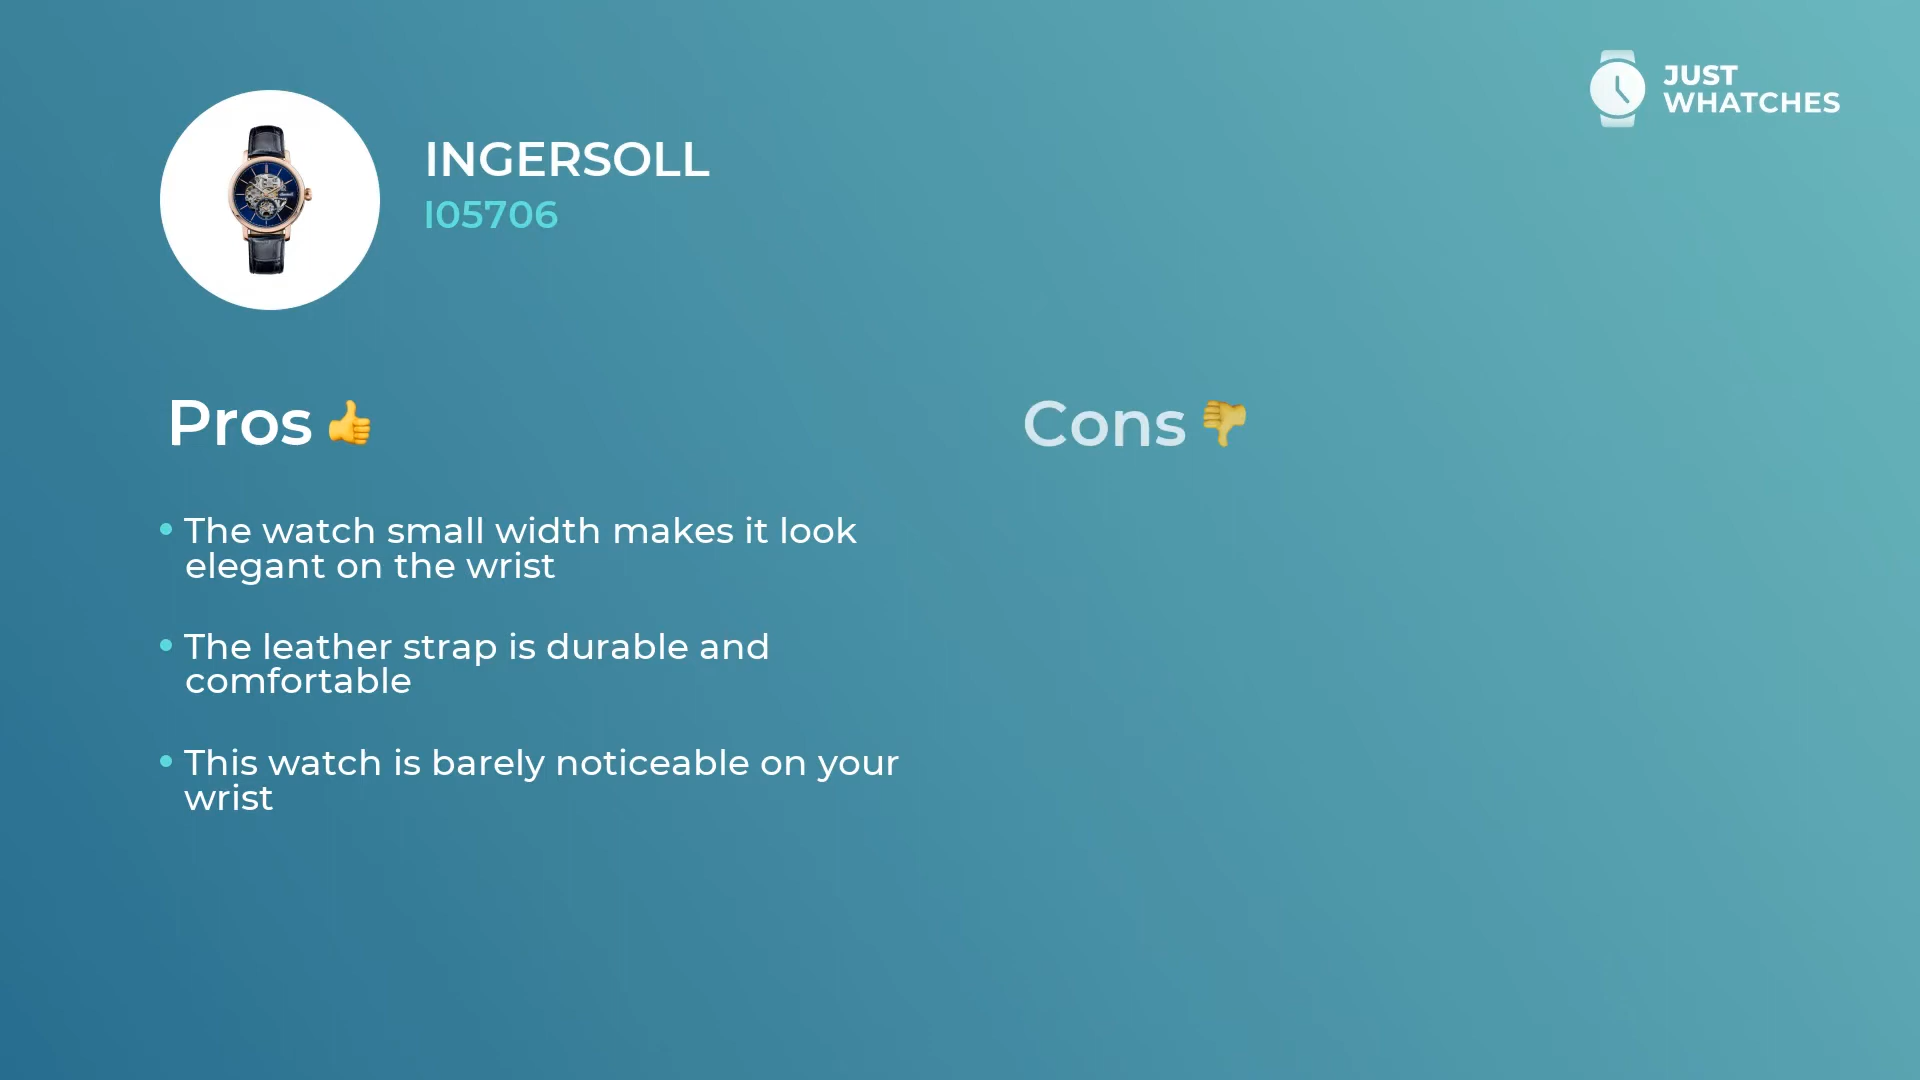 JUST
WHATCHES
INGERSOLL
I05706
Pros 👍
• The watch small width makes it look
elegant on the wrist
• The leather strap is durable and
comfortable
• This watch is barely noticeable on your
wrist
Cons 👎